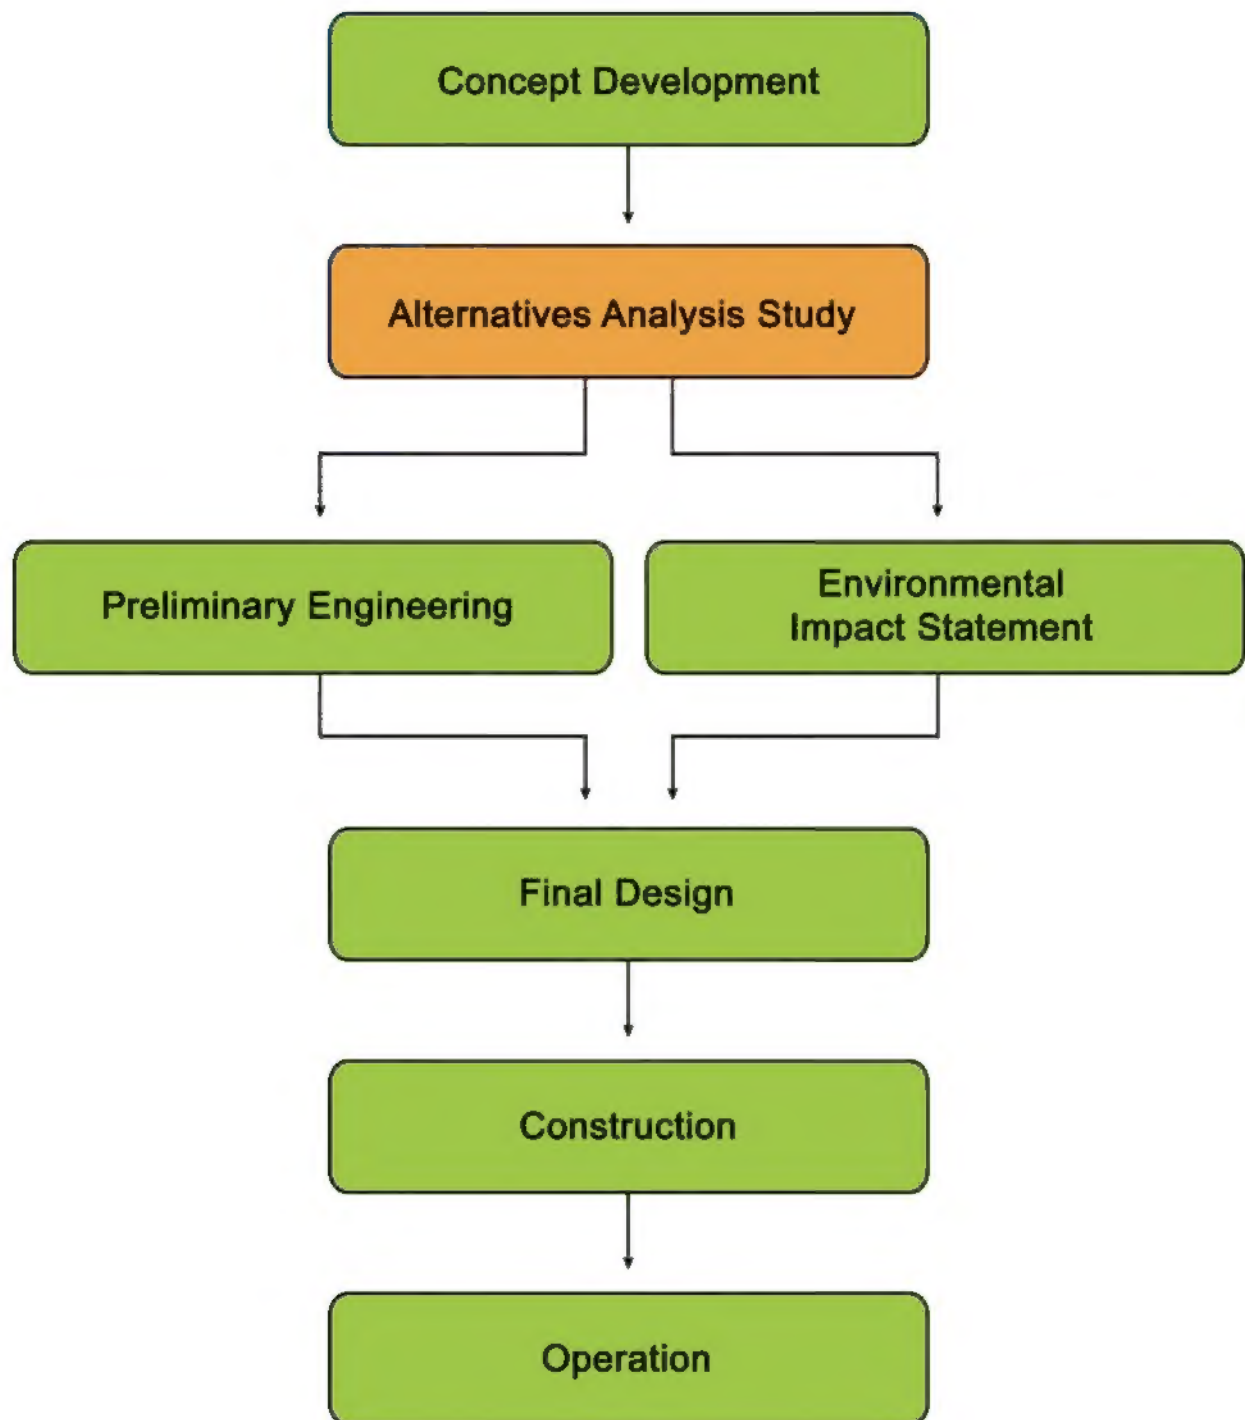 Concept Development
Alternatives Analysis Study
Preliminary Engineering
Environmental
Impact Statement
Final Design
Construction
Operation